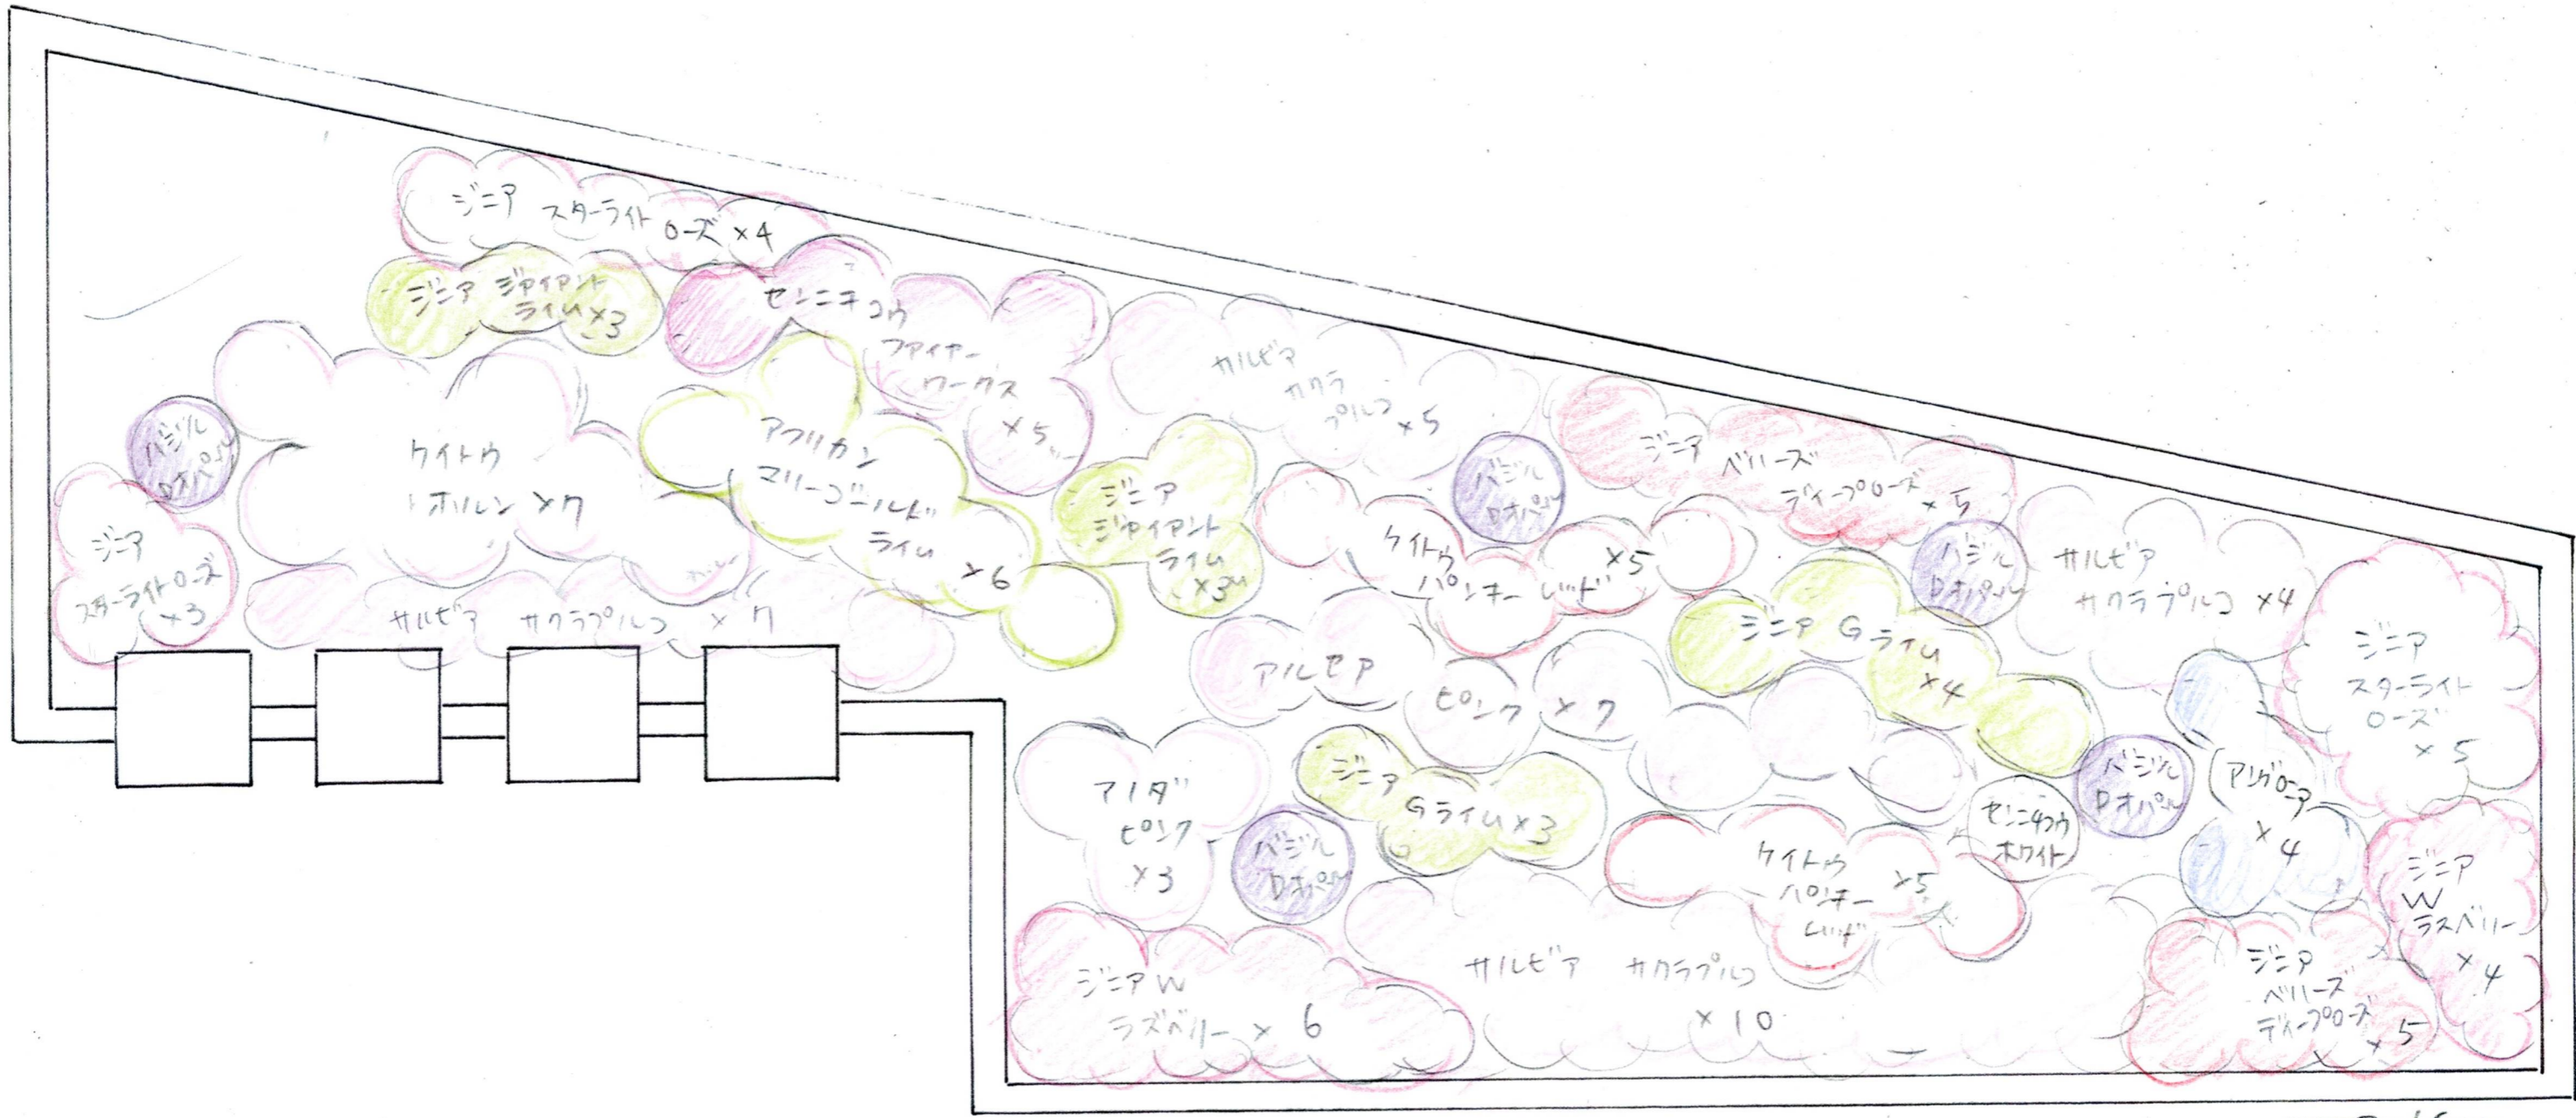 ジニア スターライト
ローズ ×4
ジニア ジャイアント
ライム×3
センニチコウ
ファイヤー
ワークス
×5
サルビア
サクラ
プルコ ×5
バジル
Dオパール
ケイトウ
×7
アフリカン
マリーゴールド
ライム
×6
ジニア
ジャイアント
ライム
×3
バジル
Dオパール
ジニア ベリーズ
ディープローズ
×5
ケイトウ
パンキー レッド
×5
バジル
Dオパール
サルビア
サクラプルコ ×4
ジニア
スターライトローズ
×3
サルビア サクラプルコ ×7
アルセア
ピンク ×7
ジニア Gライム
×4
ジニア
スターライト
ローズ
×5
アノダ
ピンク
×3
ジニア
Gライム×3
バジル
Dオパール
ケイトウ
パンキー
レッド
×5
センニチコウ
ホワイト
バジル
Dオパール
アンゲロニア
×4
ジニア
W
ラズベリー
×4
ジニア W
ラズベリー × 6
サルビア サクラプルコ
×10
ジニア
ベリーズ
ディープローズ
×5